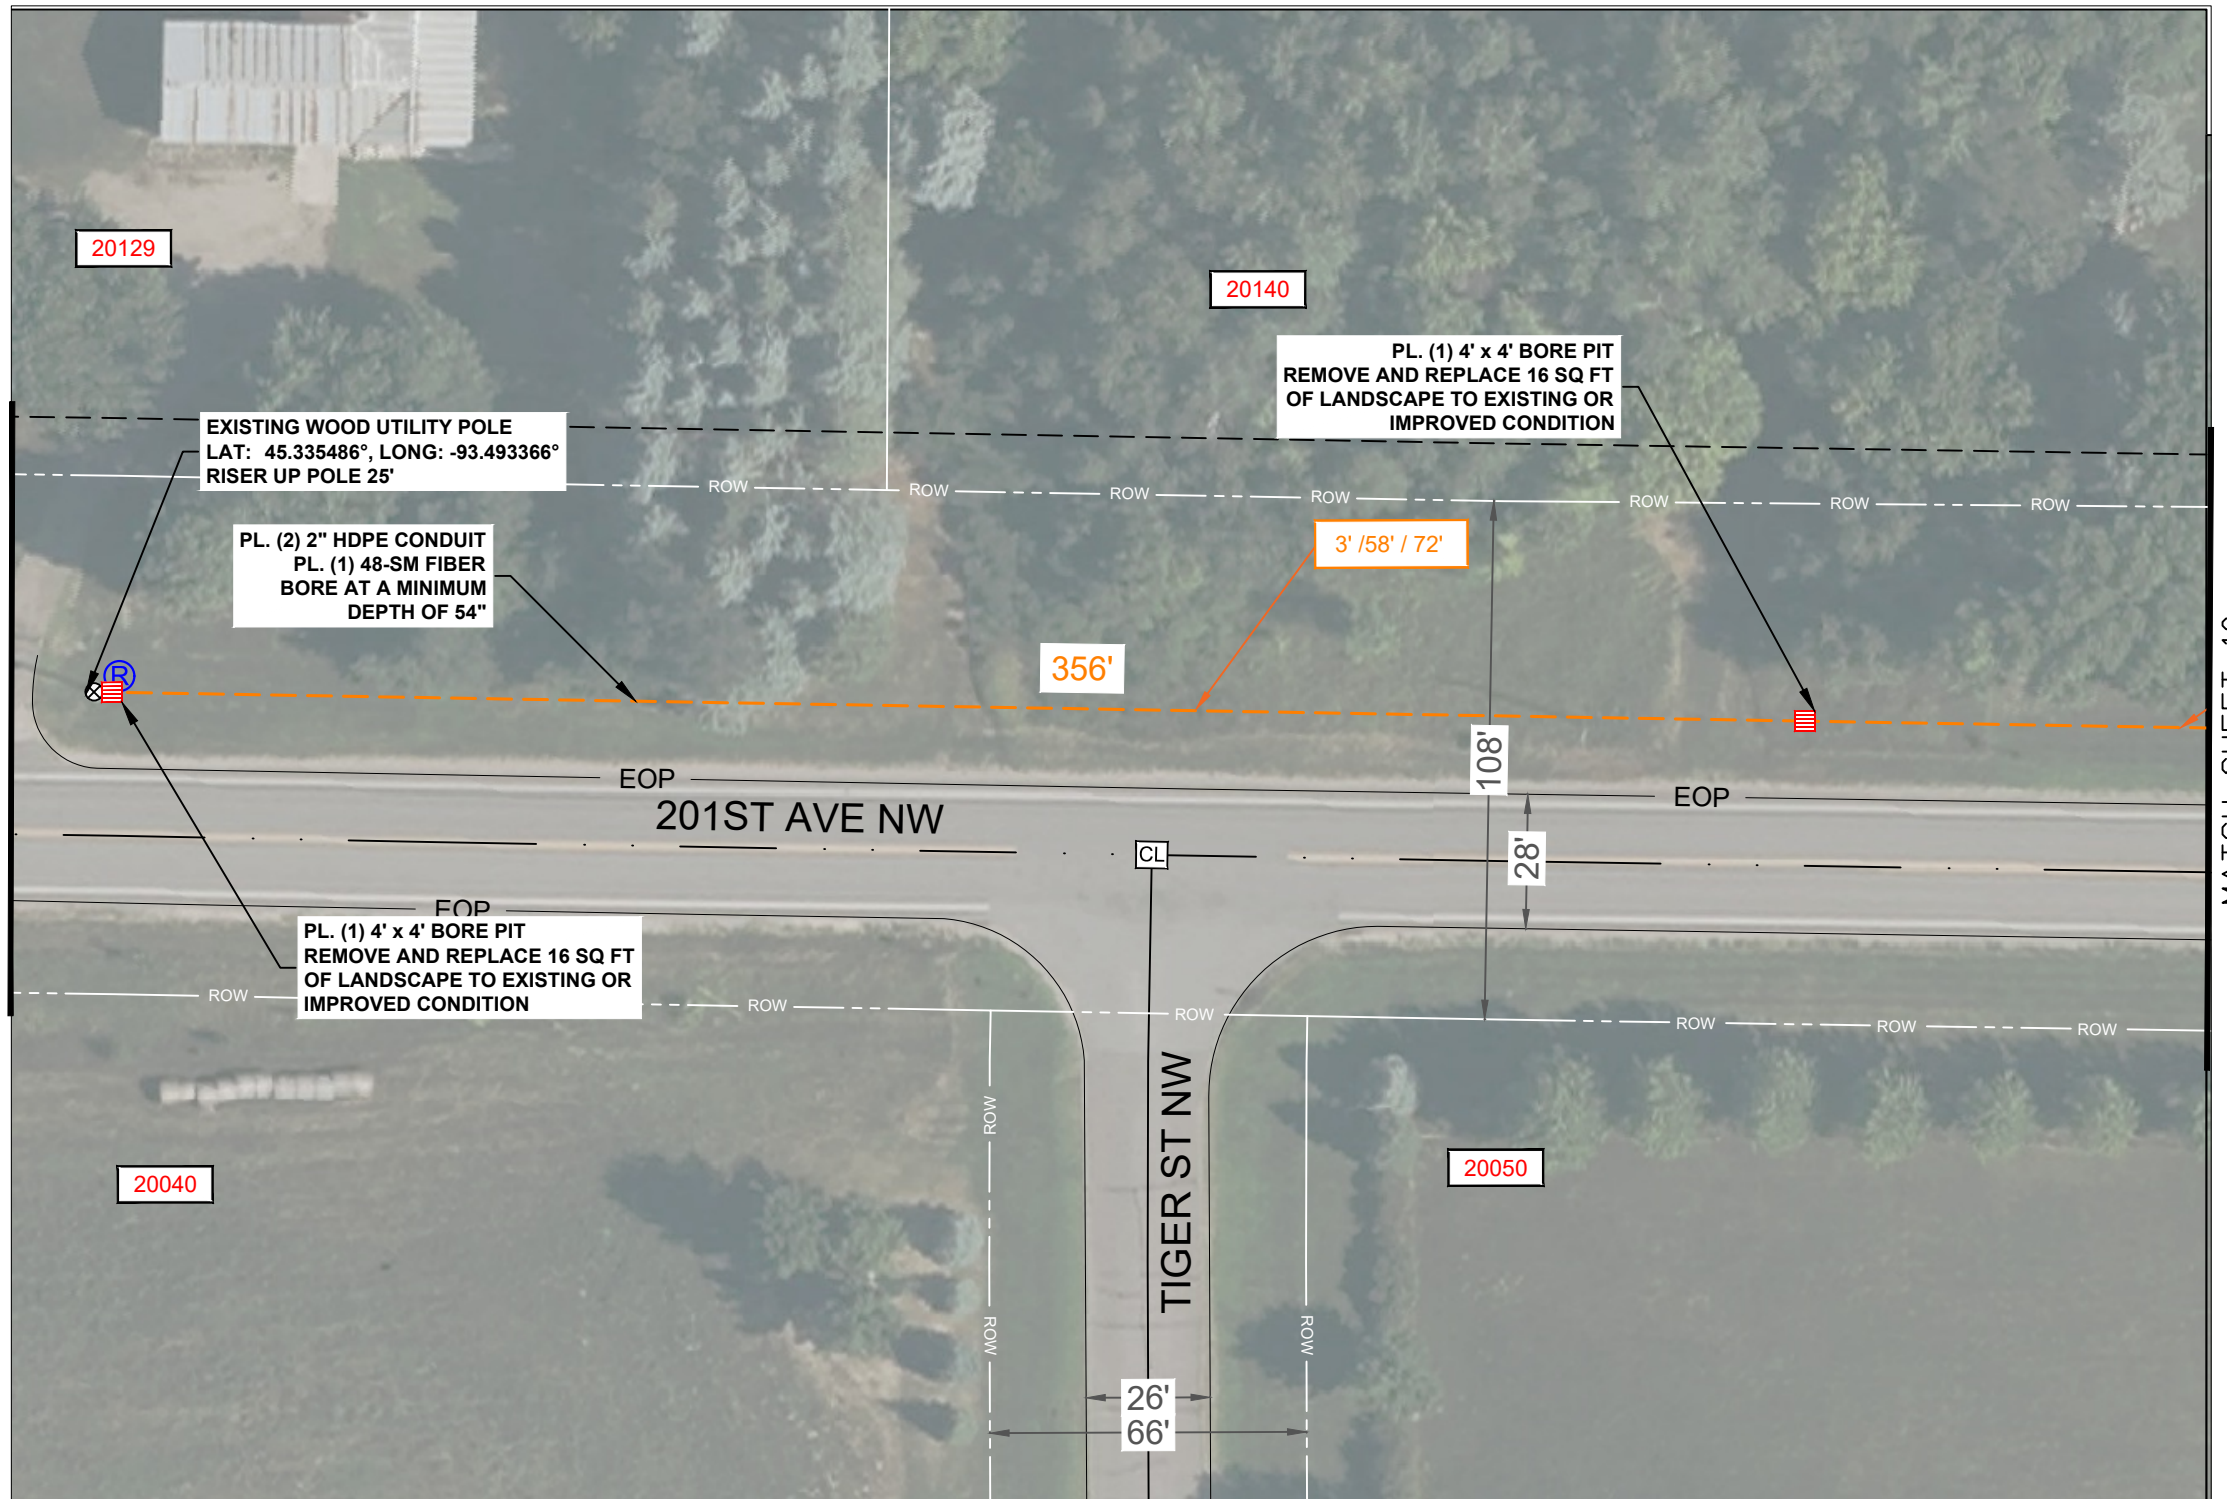 20129
20140
PL. (1) 4' x 4' BORE PIT
REMOVE AND REPLACE 16 SQ FT
OF LANDSCAPE TO EXISTING OR
IMPROVED CONDITION
EXISTING WOOD UTILITY POLE
LAT: 45.335486°, LONG: -93.493366°
RISER UP POLE 25'
ROW
ROW
ROW
ROW
ROW
ROW
ROW
PL. (2) 2" HDPE CONDUIT
PL. (1) 48-SM FIBER
BORE AT A MINIMUM
DEPTH OF 54"
3' /58' / 72'
356'
R
108'
EOP
EOP
201ST AVE NW
CL
28'
EOP
PL. (1) 4' x 4' BORE PIT
REMOVE AND REPLACE 16 SQ FT
OF LANDSCAPE TO EXISTING OR
IMPROVED CONDITION
ROW
ROW
ROW
ROW
ROW
ROW
ROW
ROW
ROW
TIGER ST NW
20040
20050
26'
66'